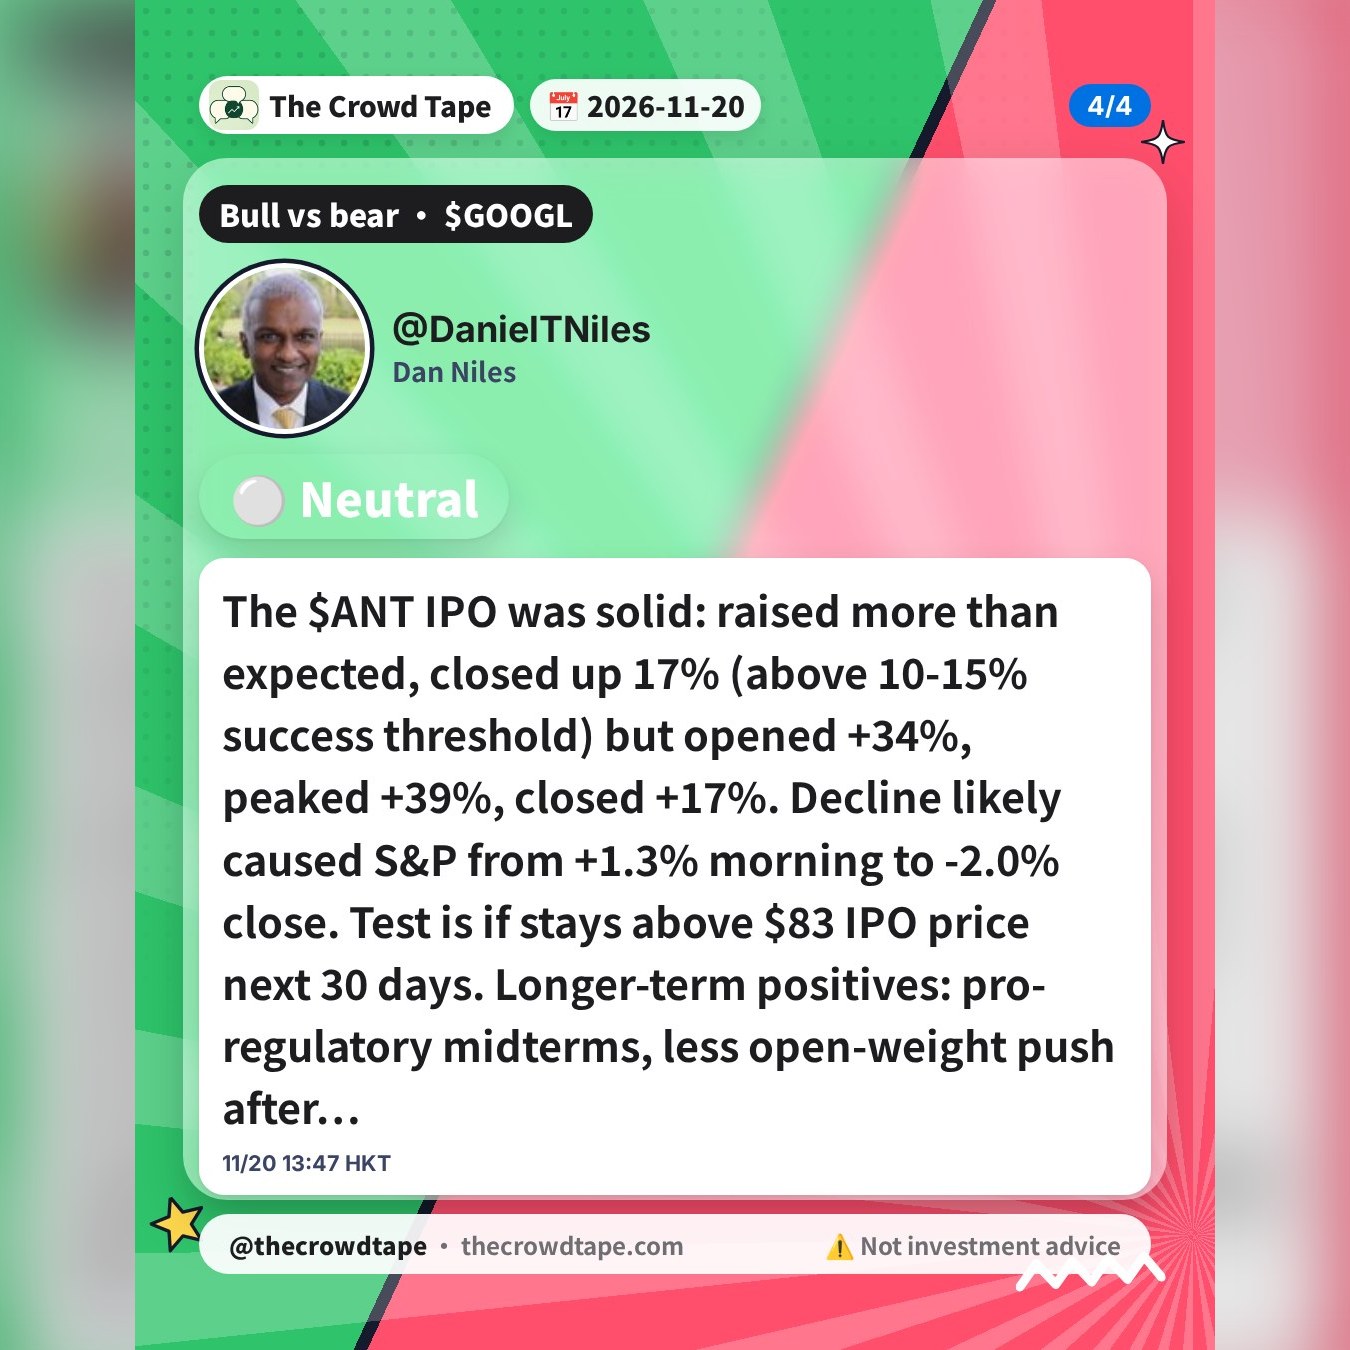 The Crowd Tape
July 17 2026-11-20
4/4
Bull vs bear • $GOOGL
@DanielTNiles
Dan Niles
Neutral
The $ANT IPO was solid: raised more than
expected, closed up 17% (above 10-15%
success threshold) but opened +34%,
peaked +39%, closed +17%. Decline likely
caused S&P from +1.3% morning to -2.0%
close. Test is if stays above $83 IPO price
next 30 days. Longer-term positives: pro-
regulatory midterms, less open-weight push
after...
11/20 13:47 HKT
@thecrowdtape • thecrowdtape.com
⚠️ Not investment advice